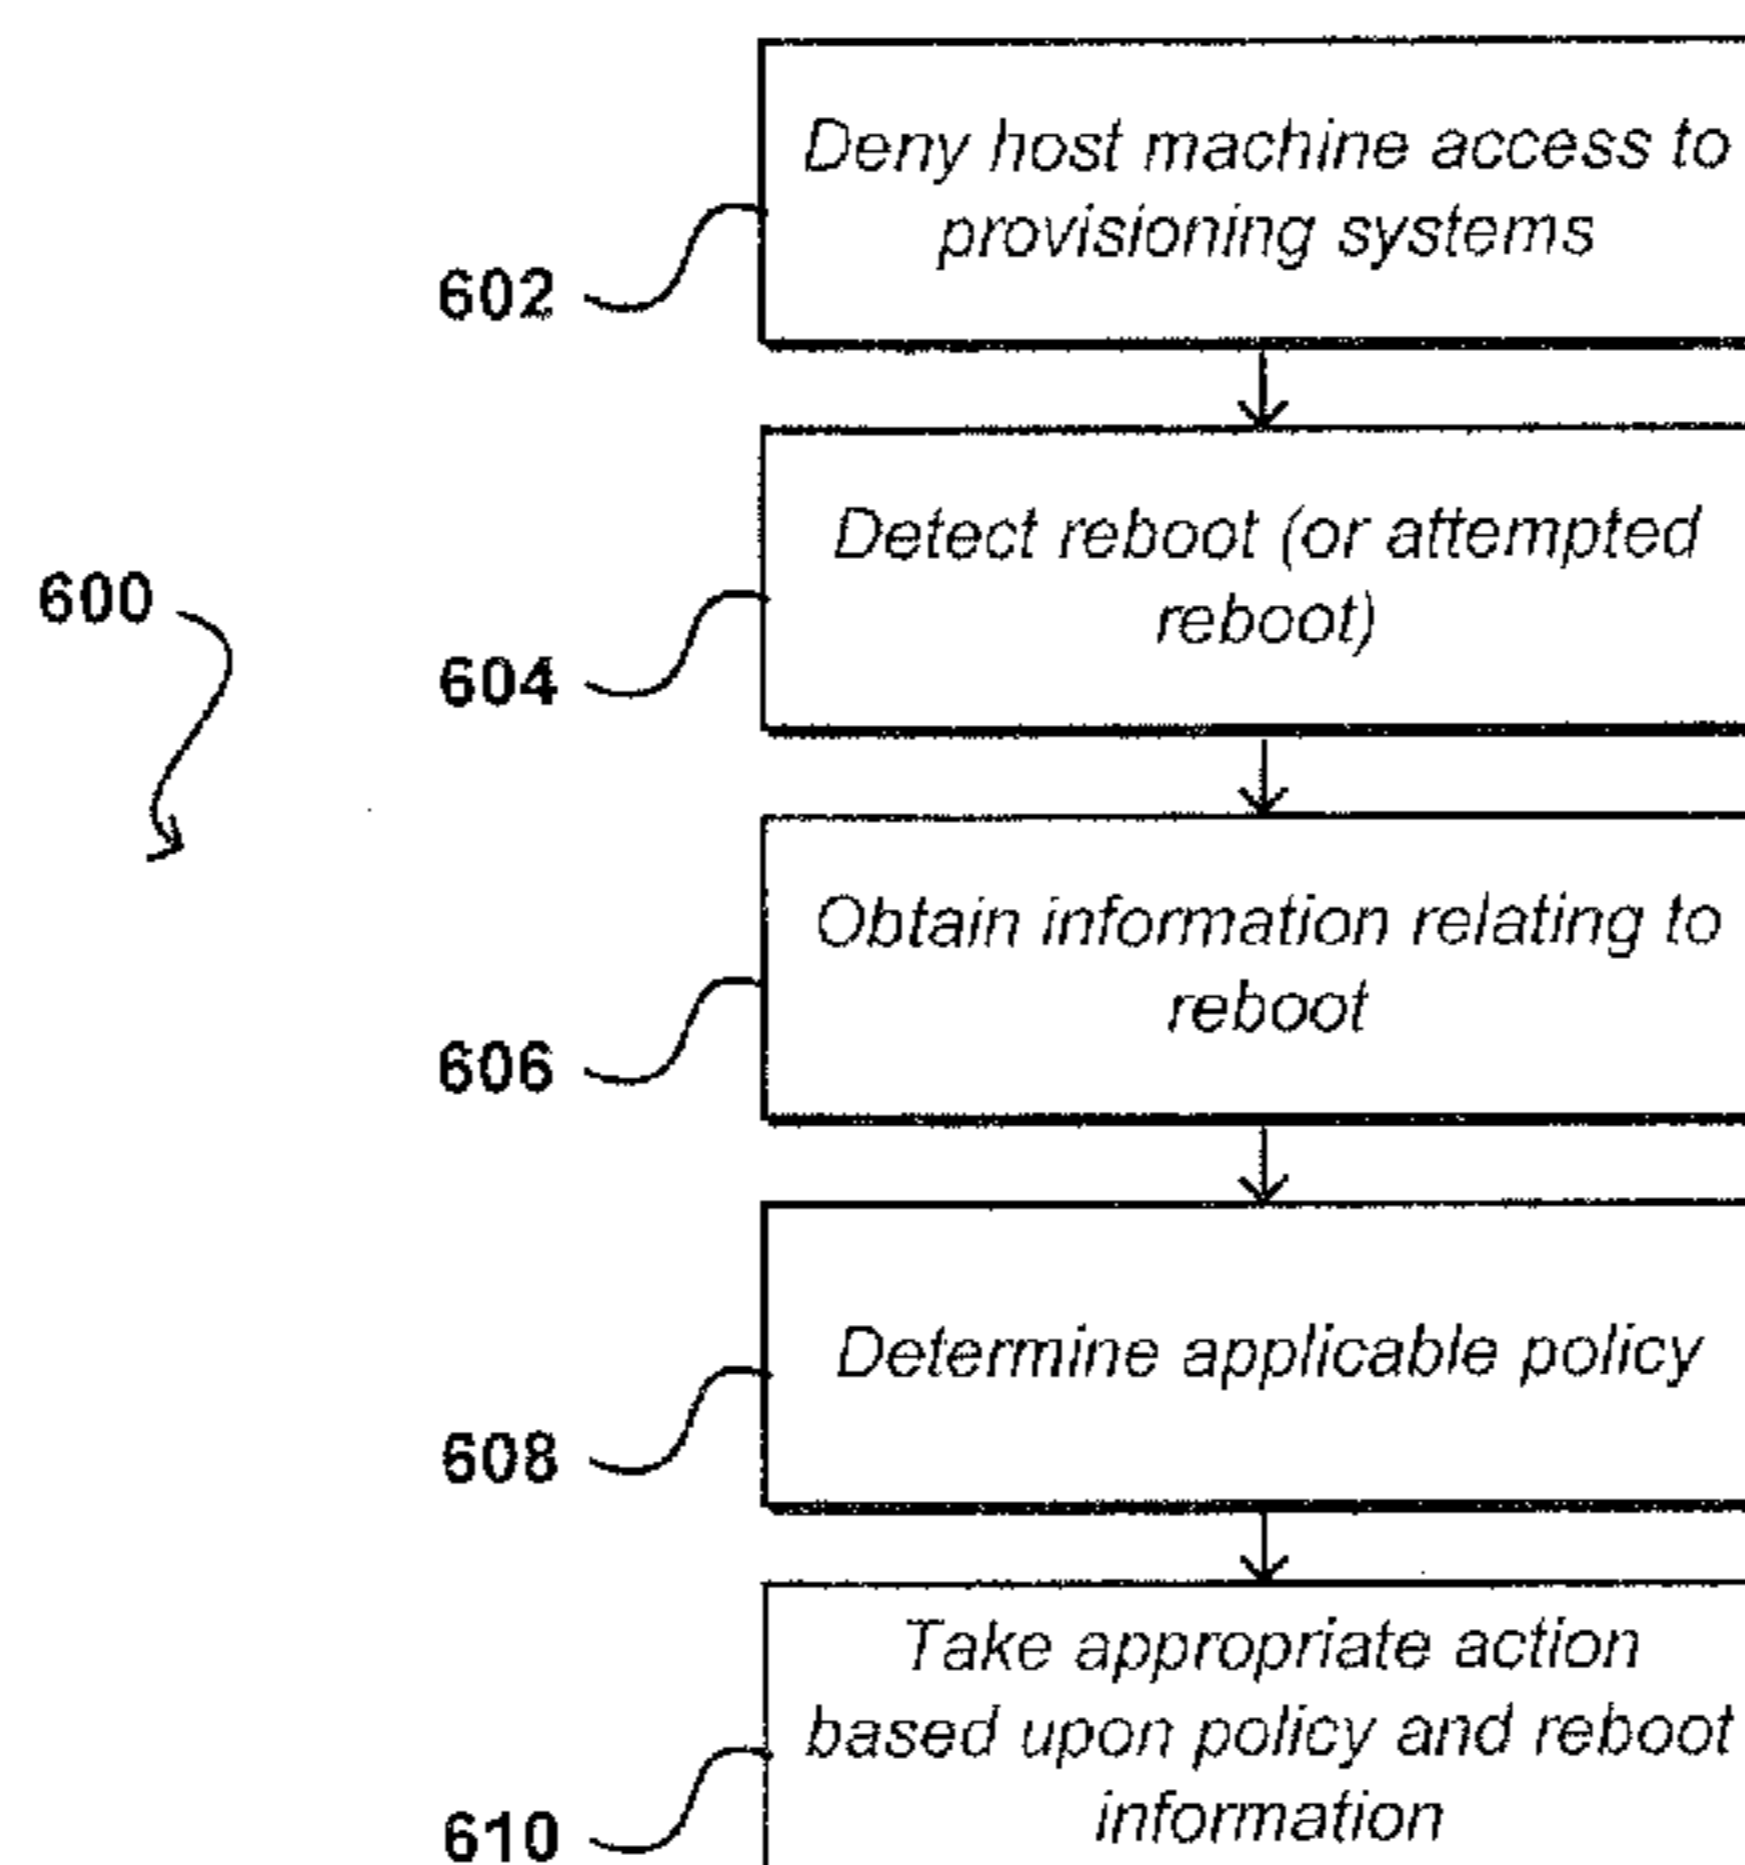 Deny host machine access to
provisioning systems
602
Detect reboot (or attempted
reboot)
600
604
Obtain information relating to
reboot
606
Determine applicable policy
608
Take appropriate action
based upon policy and reboot
information
610